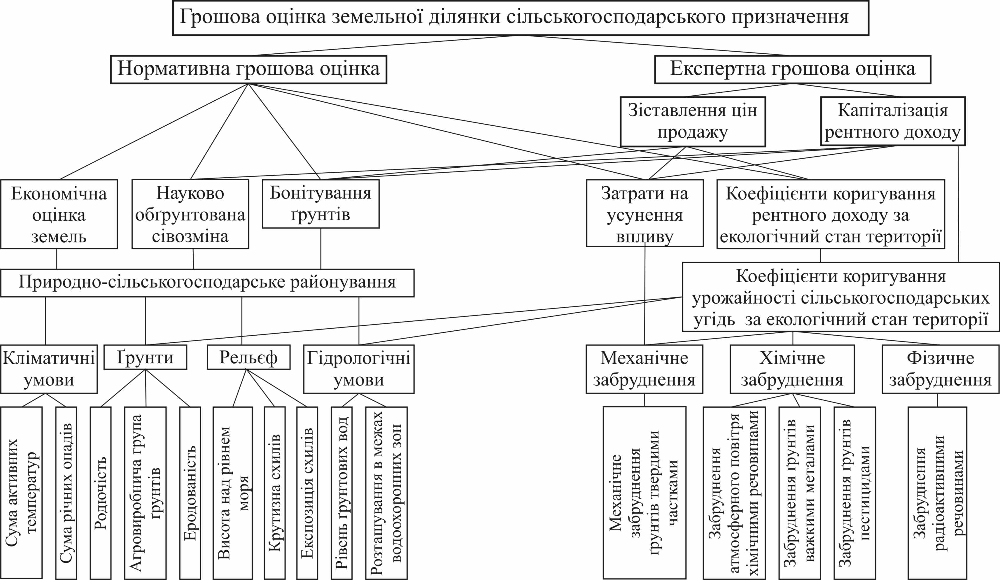 Грошова оцінка земельної ділянки сільськогосподарського призначення
Нормативна грошова оцінка
Експертна грошова оцінка
Зіставлення цін
продажу
Капіталізація
рентного доходу
Економічна
оцінка
земель
Науково
обґрунтована
сівозміна
Бонітування
ґрунтів
Затрати на
усунення
впливу
Коефіцієнти коригування
рентного доходу за
екологічний стан території
Природно-сільськогосподарське районування
Коефіцієнти коригування
урожайності сільськогосподарських
угідь за екологічний стан території
Кліматичні
умови
Ґрунти
Рельєф
Гідрологічні
умови
Механічне
забруднення
Хімічне
забруднення
Фізичне
забруднення
Сума активних
температур
Сума річних опадів
Родючість
Агровиробнича група
ґрунтів
Еродованість
Висота над рівнем
моря
Крутизна схилів
Експозиція схилів
Рівень ґрунтових вод
Розташування в межах
водоохоронних зон
Механічне
забруднення
ґрунтів твердими
частками
Забруднення
атмосферного повітря
хімічними речовинами
Забруднення ґрунтів
важкими металами
Забруднення ґрунтів
пестицидами
Забруднення
радіоактивними
речовинами